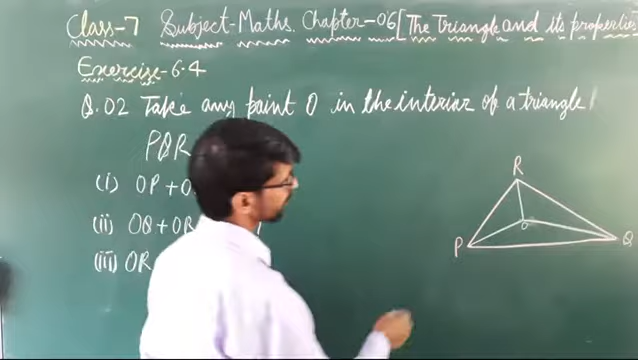 Class-7 Subject-Maths. Chapter-06 [The Triangle and its properties
Exercise-6.4
Q.02 Take any point O in the interior of a triangle
PQR
(i) OP + O
(ii) OQ + OR
(iii) OR
R
O
P
Q